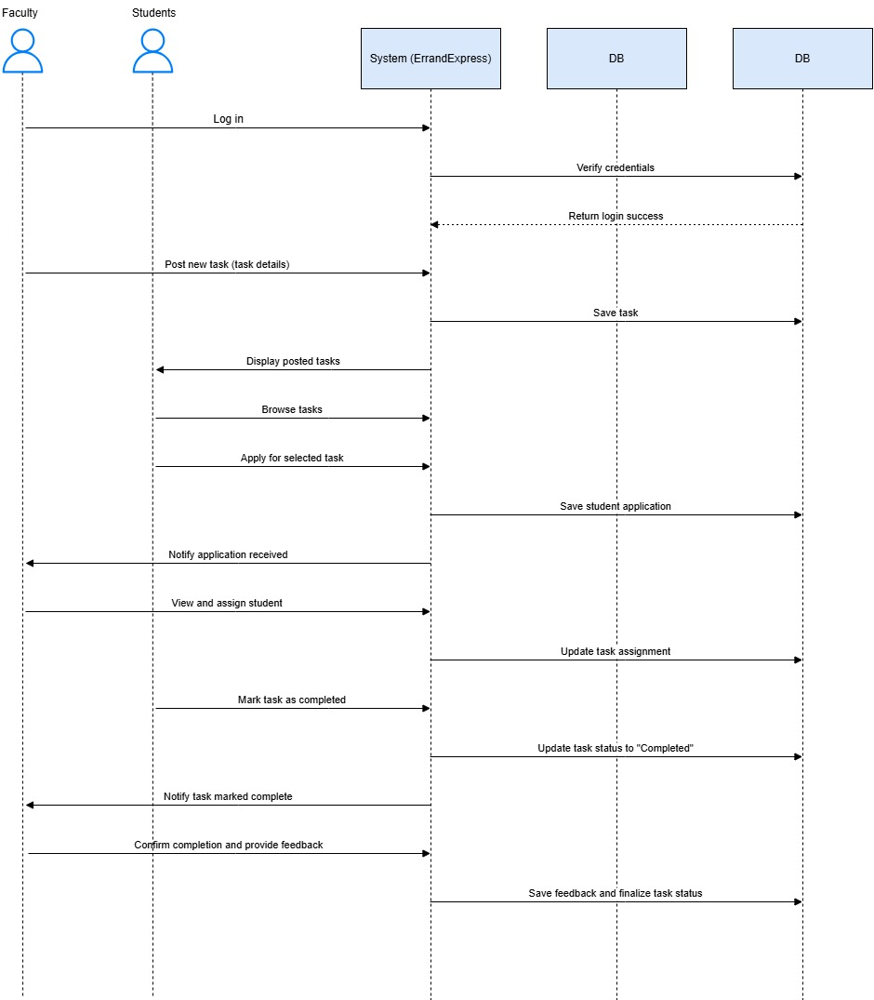 Faculty
Students
System (ErrandExpress)
DB
DB
Log in
Verify credentials
Return login success
Post new task (task details)
Save task
Display posted tasks
Browse tasks
Apply for selected task
Save student application
Notify application received
View and assign student
Update task assignment
Mark task as completed
Update task status to "Completed"
Notify task marked complete
Confirm completion and provide feedback
Save feedback and finalize task status